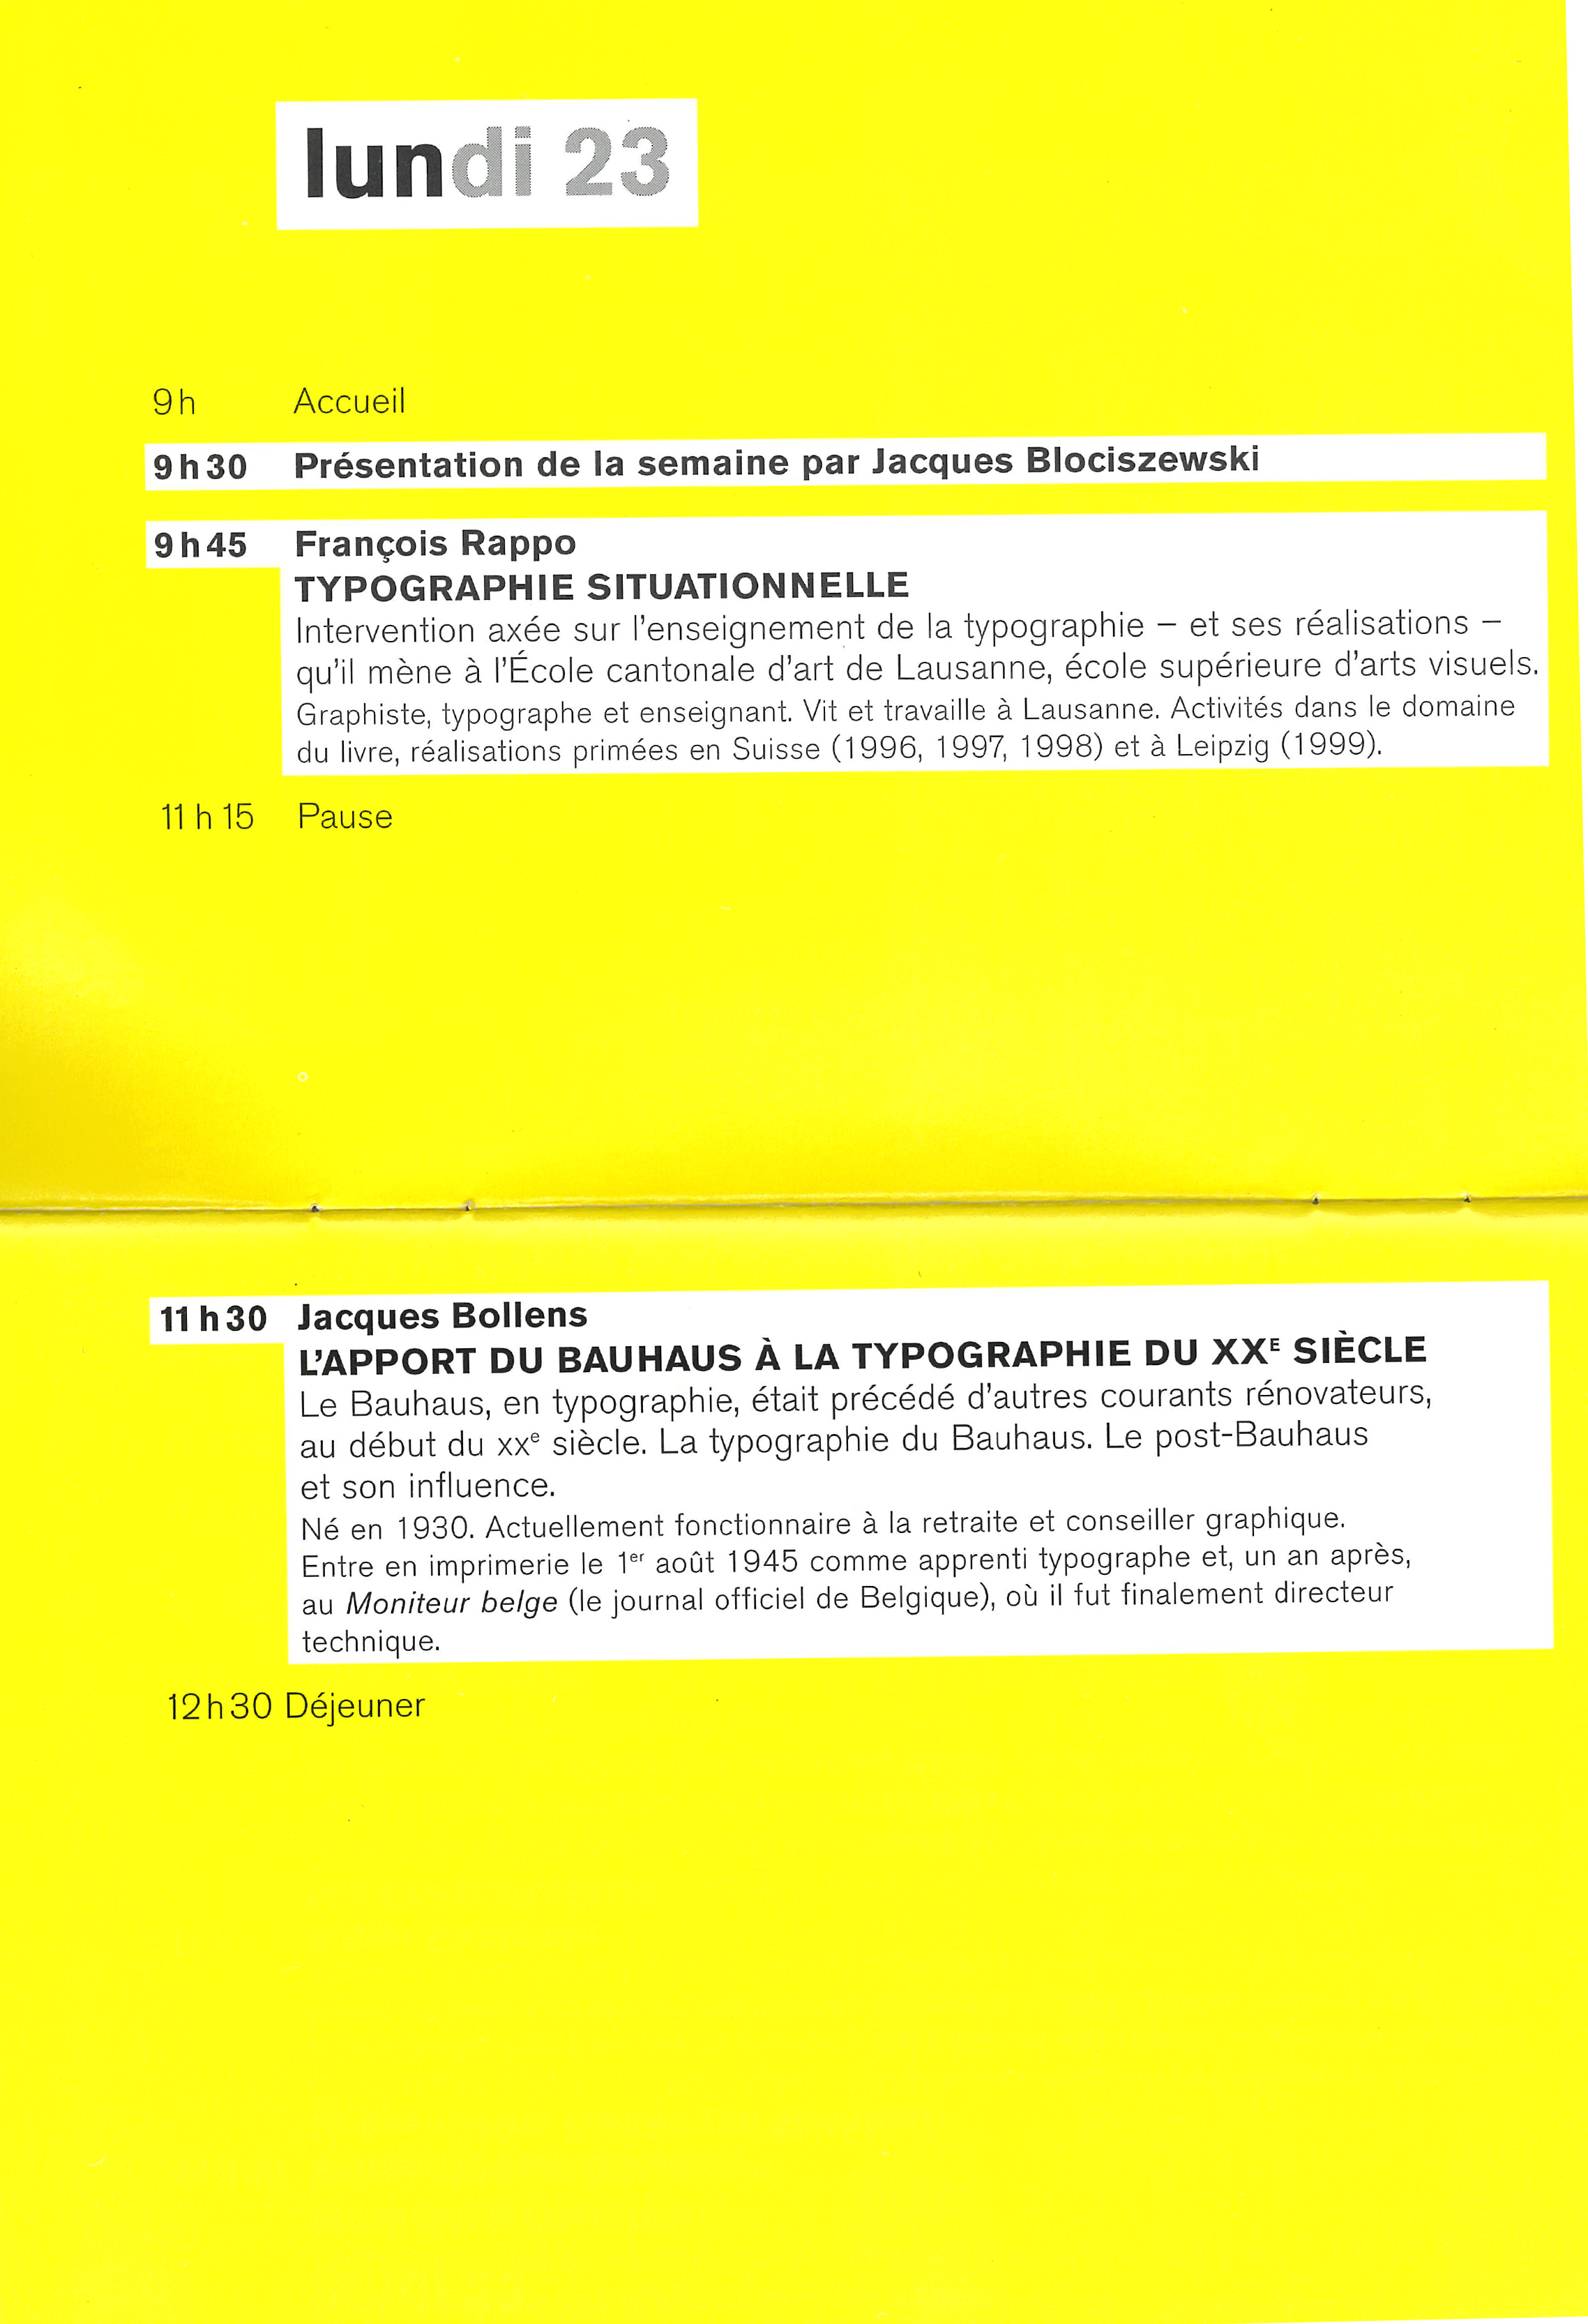 lundi 23
9 h Accueil
9 h 30 Présentation de la semaine par Jacques Blociszewski
9 h 45 François Rappo
TYPOGRAPHIE SITUATIONNELLE
Intervention axée sur l'enseignement de la typographie – et ses réalisations –
qu'il mène à l'École cantonale d'art de Lausanne, école supérieure d'arts visuels.
Graphiste, typographe et enseignant. Vit et travaille à Lausanne. Activités dans le domaine
du livre, réalisations primées en Suisse (1996, 1997, 1998) et à Leipzig (1999).
11 h 15 Pause
11 h 30 Jacques Bollens
L'APPORT DU BAUHAUS À LA TYPOGRAPHIE DU XXᴱ SIÈCLE
Le Bauhaus, en typographie, était précédé d'autres courants rénovateurs,
au début du xxᵉ siècle. La typographie du Bauhaus. Le post-Bauhaus
et son influence.
Né en 1930. Actuellement fonctionnaire à la retraite et conseiller graphique.
Entre en imprimerie le 1ᵉʳ août 1945 comme apprenti typographe et, un an après,
au Moniteur belge (le journal officiel de Belgique), où il fut finalement directeur
technique.
12 h 30 Déjeuner